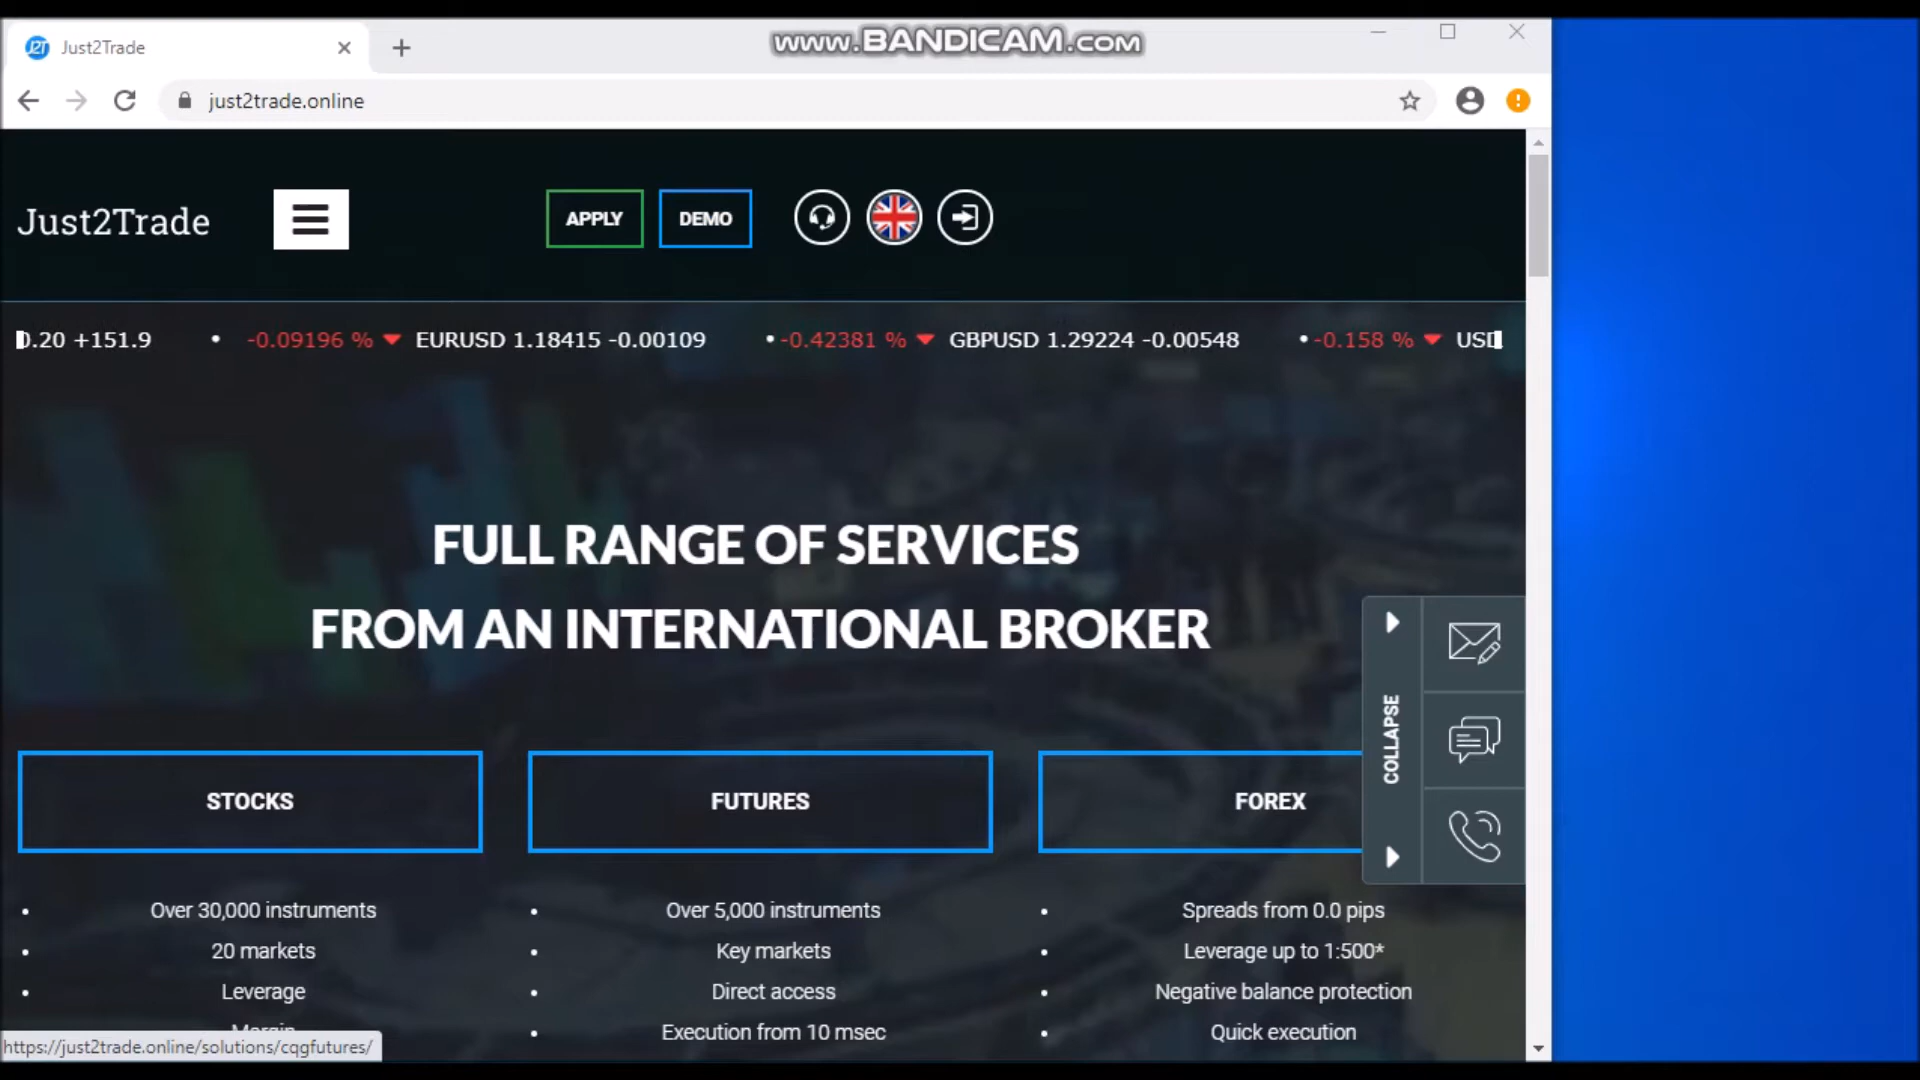 Just2Trade
www.BANDICAM.com
just2trade.online
Just2Trade
APPLY
DEMO
0.20 +151.9 • -0.09196 % EURUSD 1.18415 -0.00109 • -0.42381 % GBPUSD 1.29224 -0.00548 • -0.158 % USD
FULL RANGE OF SERVICES
FROM AN INTERNATIONAL BROKER
COLLAPSE
STOCKS
• Over 30,000 instruments
• 20 markets
• Leverage
Margin
FUTURES
• Over 5,000 instruments
• Key markets
• Direct access
• Execution from 10 msec
FOREX
• Spreads from 0.0 pips
• Leverage up to 1:500*
• Negative balance protection
• Quick execution
https://just2trade.online/solutions/cqgfutures/